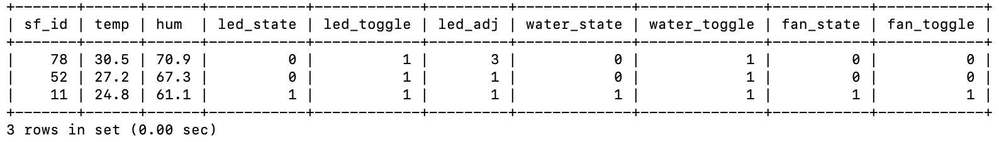 +-------+------+------+-----------+------------+---------+-------------+--------------+-----------+------------+
| sf_id | temp | hum  | led_state | led_toggle | led_adj | water_state | water_toggle | fan_state | fan_toggle |
+-------+------+------+-----------+------------+---------+-------------+--------------+-----------+------------+
|    78 | 30.5 | 70.9 |         0 |          1 |       3 |           0 |            1 |         0 |          0 |
|    52 | 27.2 | 67.3 |         0 |          1 |       1 |           0 |            1 |         0 |          0 |
|    11 | 24.8 | 61.1 |         1 |          1 |       1 |           1 |            1 |         1 |          1 |
+-------+------+------+-----------+------------+---------+-------------+--------------+-----------+------------+
3 rows in set (0.00 sec)